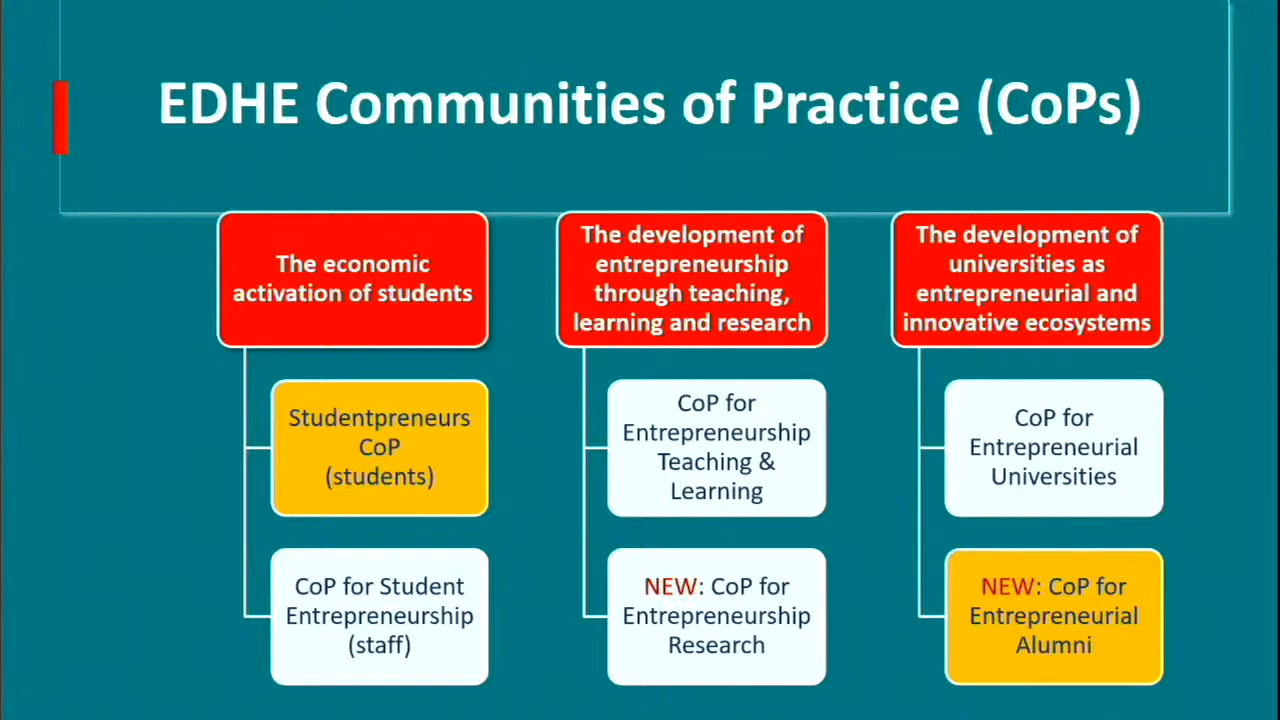 EDHE Communities of Practice (CoPs)
The economic
activation of students
Studentpreneurs
CoP
(students)
CoP for Student
Entrepreneurship
(staff)
The development of
entrepreneurship
through teaching,
learning and research
CoP for
Entrepreneurship
Teaching &
Learning
NEW: CoP for
Entrepreneurship
Research
The development of
universities as
entrepreneurial and
innovative ecosystems
CoP for
Entrepreneurial
Universities
NEW: CoP for
Entrepreneurial
Alumni